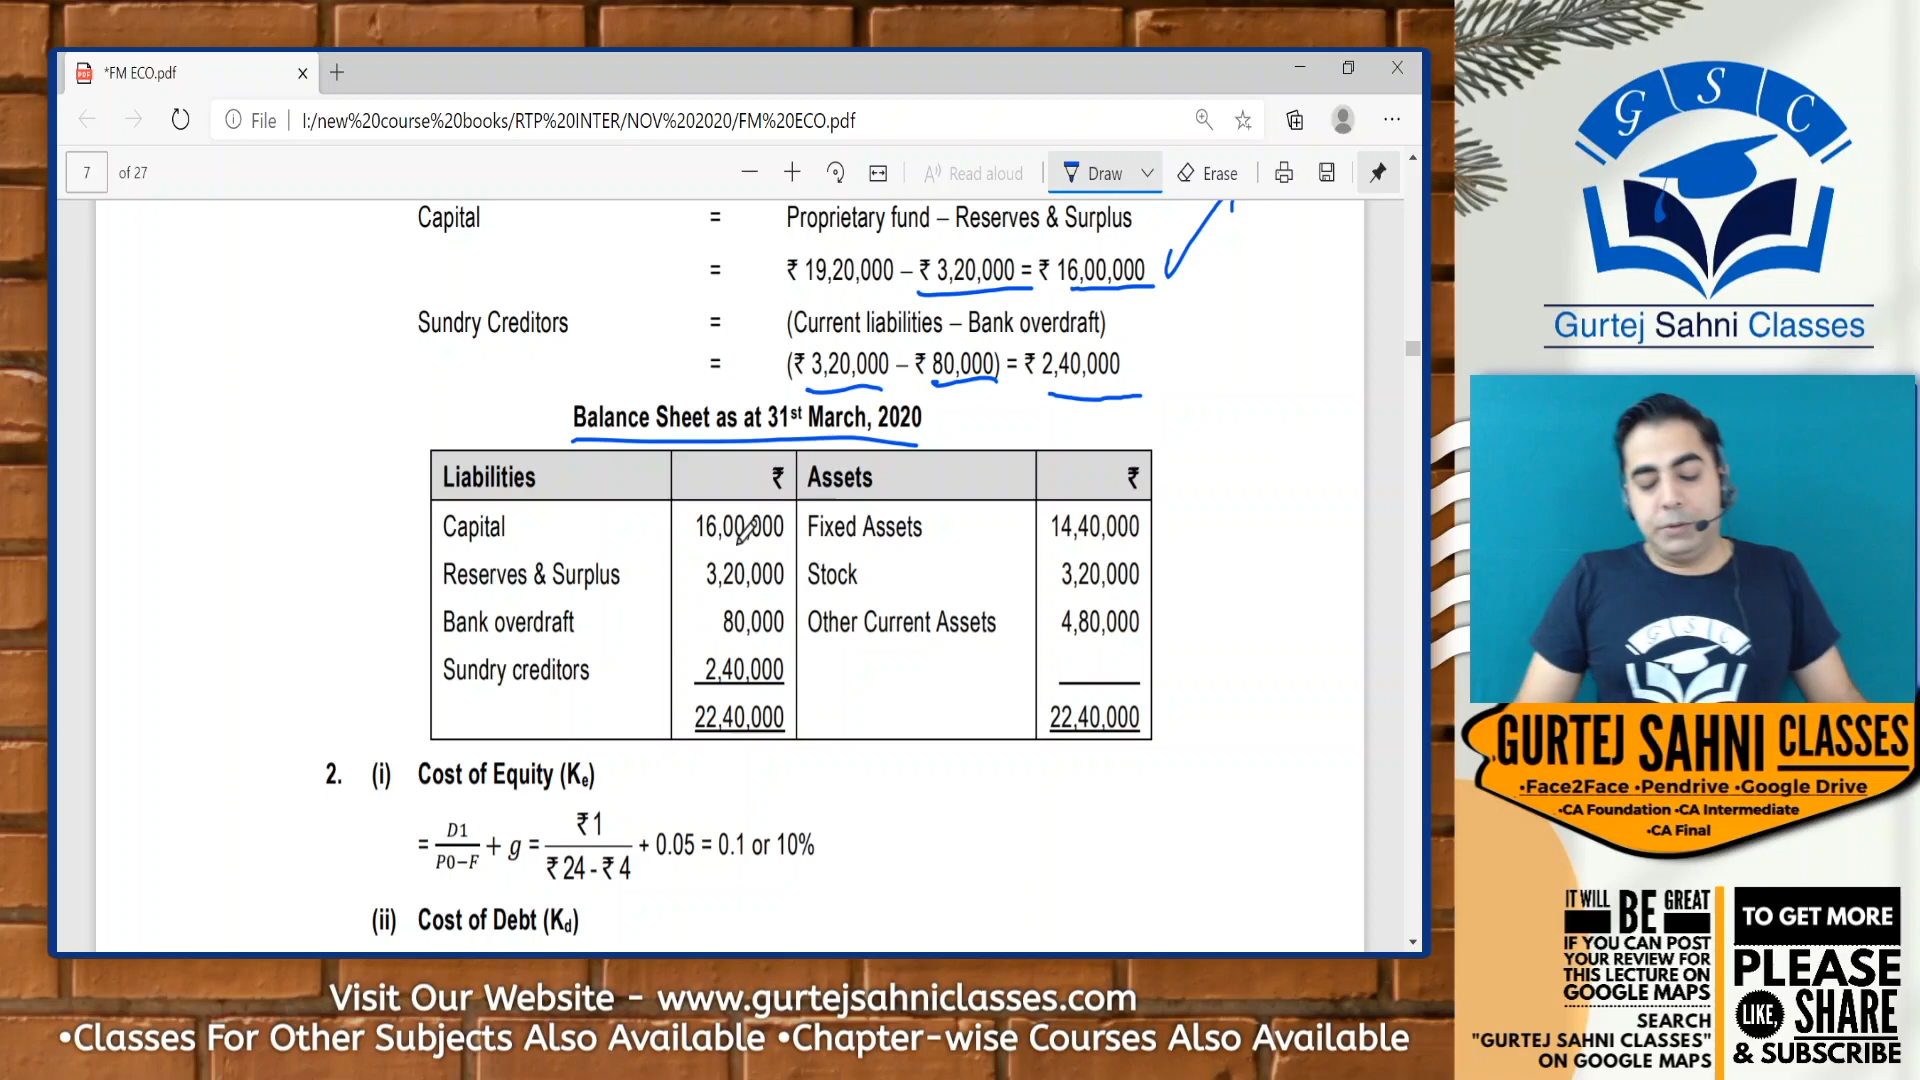 *FM ECO.pdf
File
I:/new%20course%20books/RTP%20INTER/NOV%202020/FM%20ECO.pdf
7 of 27
Read aloud
Draw
Erase
Capital = Proprietary fund – Reserves & Surplus
= ₹ 19,20,000 – ₹ 3,20,000 = ₹ 16,00,000
Sundry Creditors = (Current liabilities – Bank overdraft)
= (₹ 3,20,000 – ₹ 80,000) = ₹ 2,40,000
Balance Sheet as at 31st March, 2020
Liabilities ₹ Assets ₹
Capital 16,00,000 Fixed Assets 14,40,000
Reserves & Surplus 3,20,000 Stock 3,20,000
Bank overdraft 80,000 Other Current Assets 4,80,000
Sundry creditors 2,40,000
22,40,000 22,40,000
2. (i) Cost of Equity (Ke)
= D1/P0–F + g = ₹ 1/₹ 24 - ₹ 4 + 0.05 = 0.1 or 10%
(ii) Cost of Debt (Kd)
G S C
Gurtej Sahni Classes
G S C
GURTEJ SAHNI CLASSES
•Face2Face •Pendrive •Google Drive
•CA Foundation •CA Intermediate
•CA Final
IT WILL BE GREAT
IF YOU CAN POST
YOUR REVIEW FOR
THIS LECTURE ON
GOOGLE MAPS
SEARCH
"GURTEJ SAHNI CLASSES"
ON GOOGLE MAPS
TO GET MORE
PLEASE
LIKE, SHARE
& SUBSCRIBE
Visit Our Website - www.gurtejsahniclasses.com
•Classes For Other Subjects Also Available •Chapter-wise Courses Also Available